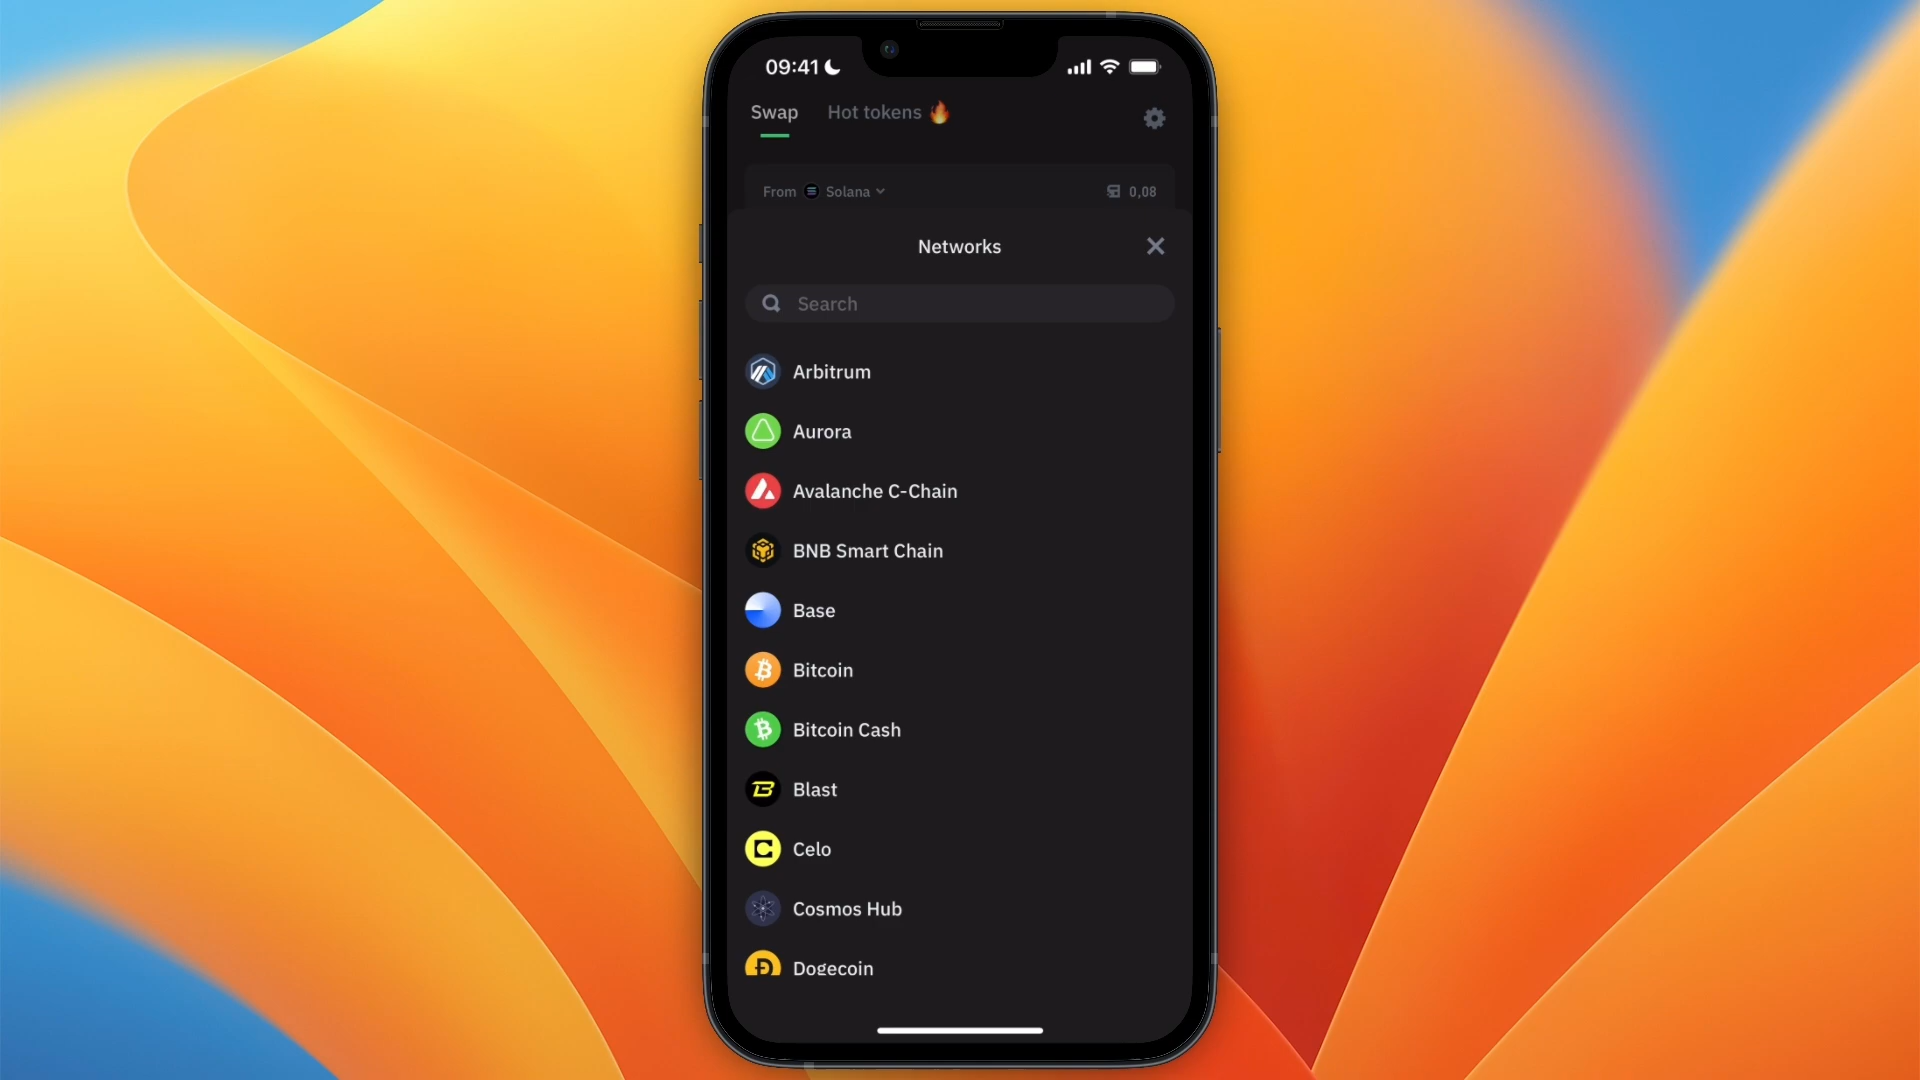 09:41
Swap Hot tokens 🔥
From Solana 0,08
Networks
Search
Arbitrum
Aurora
Avalanche C-Chain
BNB Smart Chain
Base
Bitcoin
Bitcoin Cash
Blast
Celo
Cosmos Hub
Dogecoin